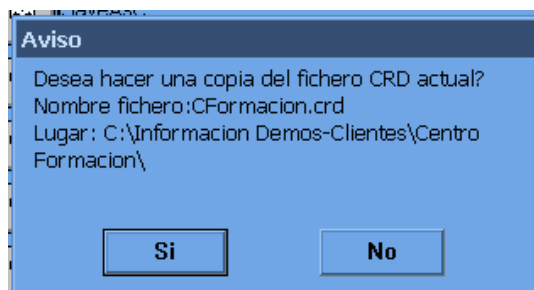 Aviso
Desea hacer una copia del fichero CRD actual?
Nombre fichero:CFormacion.crd
Lugar: C:\Informacion Demos-Clientes\Centro
Formacion\
Si
No